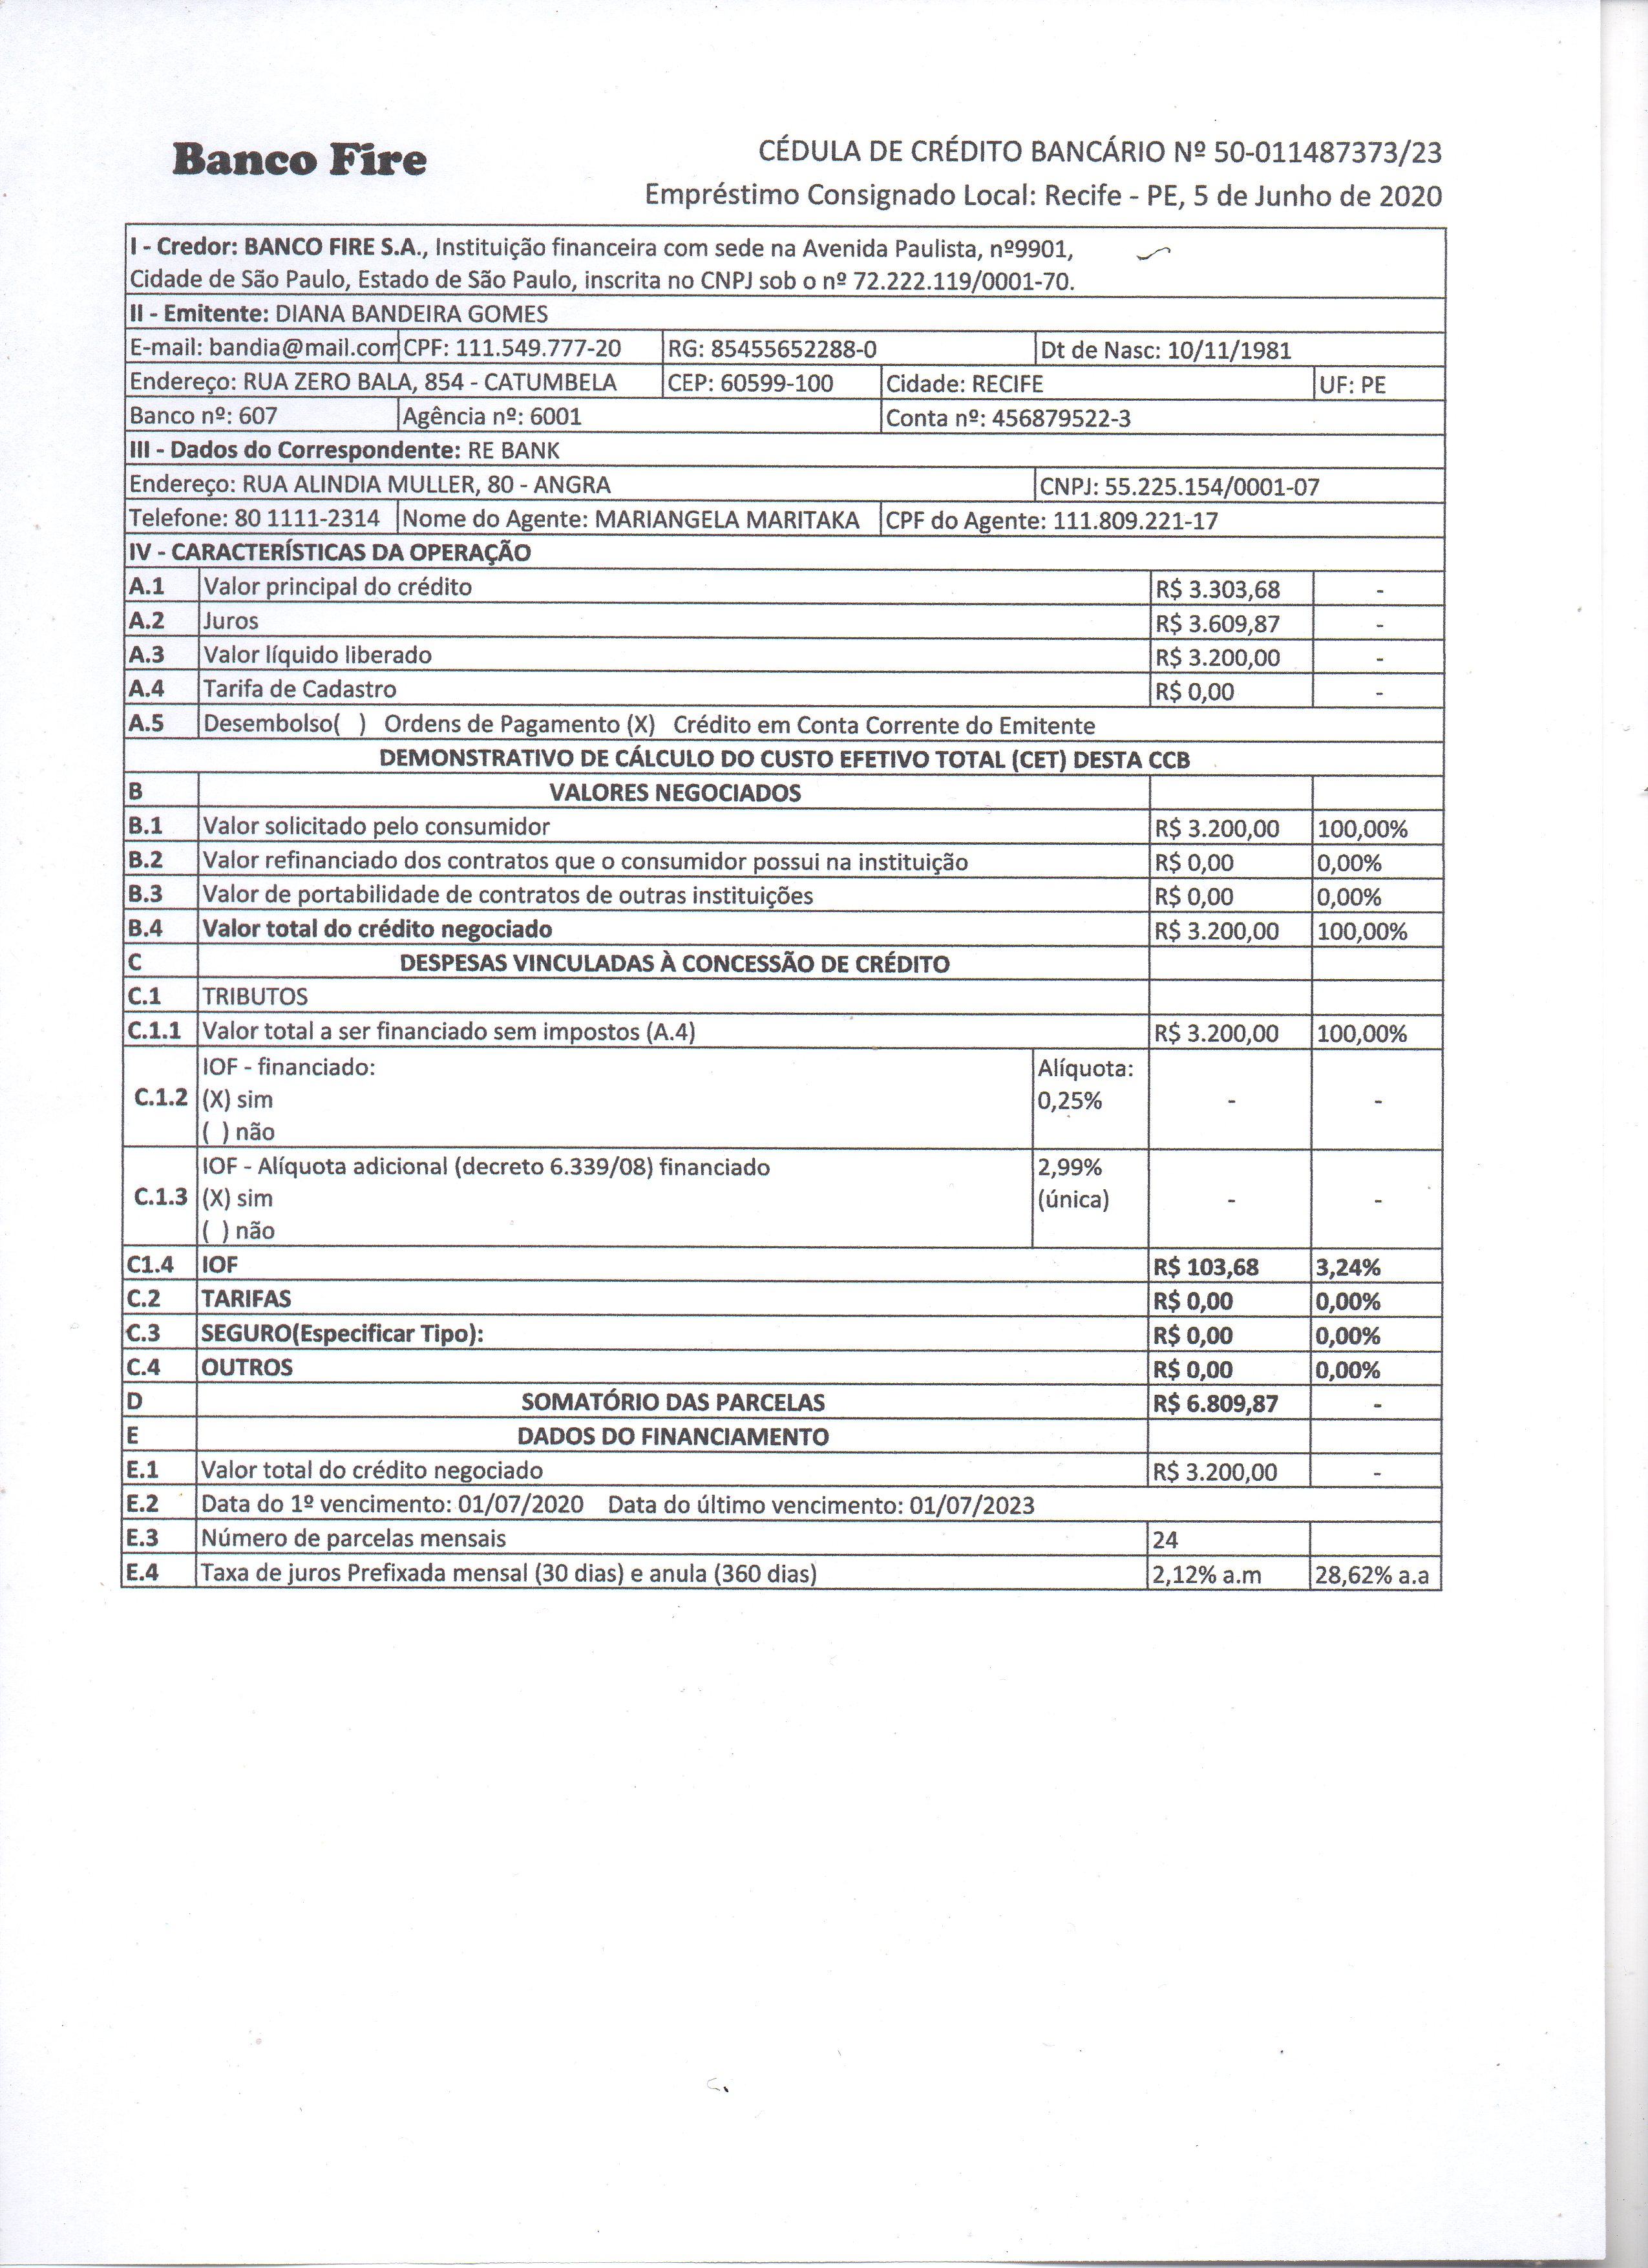 Banco Fire
CÉDULA DE CRÉDITO BANCÁRIO Nº 50-011487373/23
Empréstimo Consignado Local: Recife - PE, 5 de Junho de 2020
I - Credor: BANCO FIRE S.A., Instituição financeira com sede na Avenida Paulista, nº9901,
Cidade de São Paulo, Estado de São Paulo, inscrita no CNPJ sob o nº 72.222.119/0001-70.
II - Emitente: DIANA BANDEIRA GOMES
E-mail: bandia@mail.com CPF: 111.549.777-20 RG: 85455652288-0 Dt de Nasc: 10/11/1981
Endereço: RUA ZERO BALA, 854 - CATUMBELA CEP: 60599-100 Cidade: RECIFE UF: PE
Banco nº: 607 Agência nº: 6001 Conta nº: 456879522-3
III - Dados do Correspondente: RE BANK
Endereço: RUA ALINDIA MULLER, 80 - ANGRA CNPJ: 55.225.154/0001-07
Telefone: 80 1111-2314 Nome do Agente: MARIANGELA MARITAKA CPF do Agente: 111.809.221-17
IV - CARACTERÍSTICAS DA OPERAÇÃO
A.1 Valor principal do crédito R$ 3.303,68 -
A.2 Juros R$ 3.609,87 -
A.3 Valor líquido liberado R$ 3.200,00 -
A.4 Tarifa de Cadastro R$ 0,00 -
A.5 Desembolso( ) Ordens de Pagamento (X) Crédito em Conta Corrente do Emitente
DEMONSTRATIVO DE CÁLCULO DO CUSTO EFETIVO TOTAL (CET) DESTA CCB
B VALORES NEGOCIADOS
B.1 Valor solicitado pelo consumidor R$ 3.200,00 100,00%
B.2 Valor refinanciado dos contratos que o consumidor possui na instituição R$ 0,00 0,00%
B.3 Valor de portabilidade de contratos de outras instituições R$ 0,00 0,00%
B.4 Valor total do crédito negociado R$ 3.200,00 100,00%
C DESPESAS VINCULADAS À CONCESSÃO DE CRÉDITO
C.1 TRIBUTOS
C.1.1 Valor total a ser financiado sem impostos (A.4) R$ 3.200,00 100,00%
IOF - financiado: Alíquota:
C.1.2 (X) sim 0,25% - -
( ) não
IOF - Alíquota adicional (decreto 6.339/08) financiado 2,99%
C.1.3 (X) sim (única) - -
( ) não
C1.4 IOF R$ 103,68 3,24%
C.2 TARIFAS R$ 0,00 0,00%
C.3 SEGURO(Especificar Tipo): R$ 0,00 0,00%
C.4 OUTROS R$ 0,00 0,00%
D SOMATÓRIO DAS PARCELAS R$ 6.809,87 -
E DADOS DO FINANCIAMENTO
E.1 Valor total do crédito negociado R$ 3.200,00 -
E.2 Data do 1º vencimento: 01/07/2020 Data do último vencimento: 01/07/2023
E.3 Número de parcelas mensais 24
E.4 Taxa de juros Prefixada mensal (30 dias) e anula (360 dias) 2,12% a.m 28,62% a.a